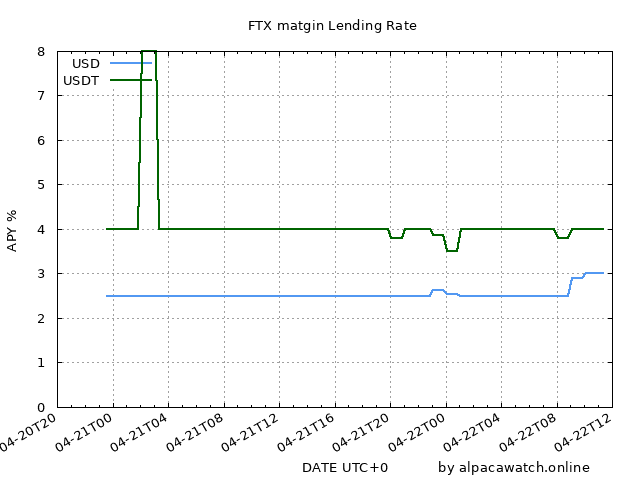 FTX matgin Lending Rate
8
USD
USDT
7
6
5
APY %
4
3
2
1
0
04-20T20 04-21T00 04-21T04 04-21T08 04-21T12 04-21T16 04-21T20 04-22T00 04-22T04 04-22T08 04-22T12
DATE UTC+0 by alpacawatch.online